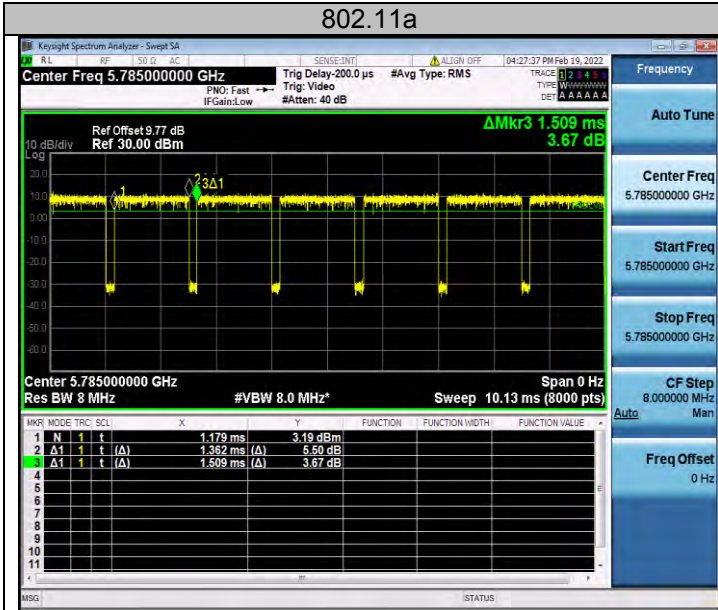 802.11a
Keysight Spectrum Analyzer - Swept SA
RL RF 50 Ω AC SENSE:INT ALIGN OFF 04:27:37 PM Feb 19, 2022
Center Freq 5.785000000 GHz
PNO: Fast
IFGain:Low
Trig Delay-200.0 µs
Trig: Video
#Atten: 40 dB
#Avg Type: RMS
TRACE 1 2 3 4 5 6
TYPE WWWWWW
DET A A A A A A
Ref Offset 9.77 dB
10 dB/div Ref 30.00 dBm
Log
ΔMkr3 1.509 ms
3.67 dB
20.0
10.0
0.00
-10.0
-20.0
-30.0
-40.0
-50.0
-60.0
1
2
3Δ1
Center 5.785000000 GHz Span 0 Hz
Res BW 8 MHz #VBW 8.0 MHz* Sweep 10.13 ms (8000 pts)
MKR MODE TRC SCL X Y FUNCTION FUNCTION WIDTH FUNCTION VALUE
1 N 1 t 1.179 ms 3.19 dBm
2 Δ1 1 t (Δ) 1.362 ms (Δ) 5.50 dB
3 Δ1 1 t (Δ) 1.509 ms (Δ) 3.67 dB
4
5
6
7
8
9
10
11
MSG STATUS
Frequency
Auto Tune
Center Freq
5.785000000 GHz
Start Freq
5.785000000 GHz
Stop Freq
5.785000000 GHz
CF Step
8.000000 MHz
Auto Man
Freq Offset
0 Hz